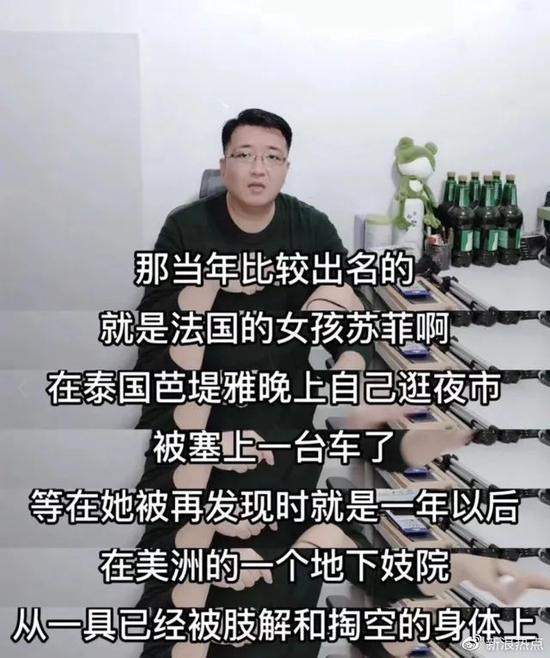 那当年比较出名的
就是法国的女孩苏菲啊
在泰国芭堤雅晚上自己逛夜市
被塞上一台车了
等在她被再发现时就是一年以后
在美洲的一个地下妓院
从一具已经被肢解和掏空的身体上
新浪热点